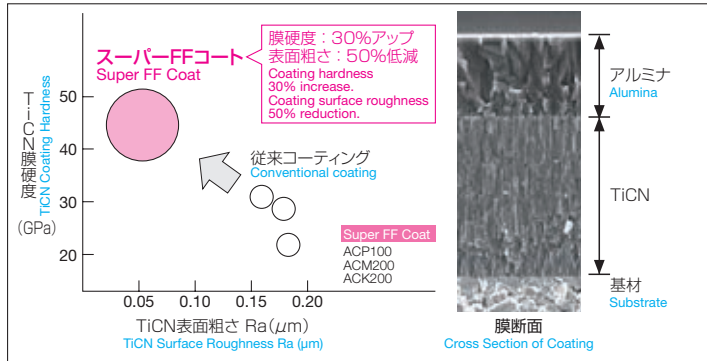 スーパーFFコート
Super FF Coat
膜硬度：30%アップ
表面粗さ：50%低減
Coating hardness
30% increase.
Coating surface roughness
50% reduction.
TiCN膜硬度
TiCN Coating Hardness
(GPa)
50
40
30
20
従来コーティング
Conventional coating
Super FF Coat
ACP100
ACM200
ACK200
0.05
0.10
0.15
0.20
TiCN表面粗さ Ra(μm)
TiCN Surface Roughness Ra (μm)
アルミナ
Alumina
TiCN
基材
Substrate
膜断面
Cross Section of Coating